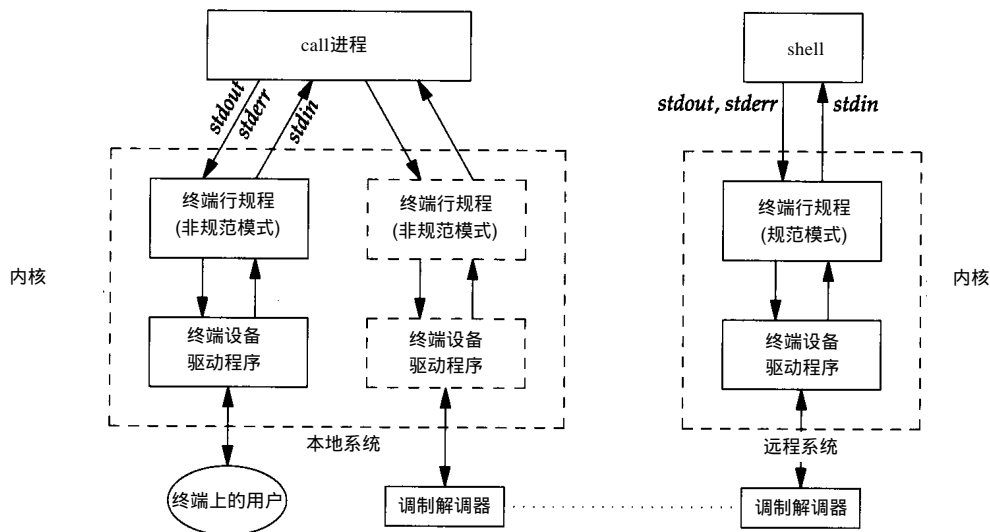 call进程
shell
stdout
stderr
stdin
stdout, stderr
stdin
终端行规程
(非规范模式)
终端行规程
(非规范模式)
终端行规程
(规范模式)
内核
内核
终端设备
驱动程序
终端设备
驱动程序
终端设备
驱动程序
本地系统
远程系统
终端上的用户
调制解调器
调制解调器